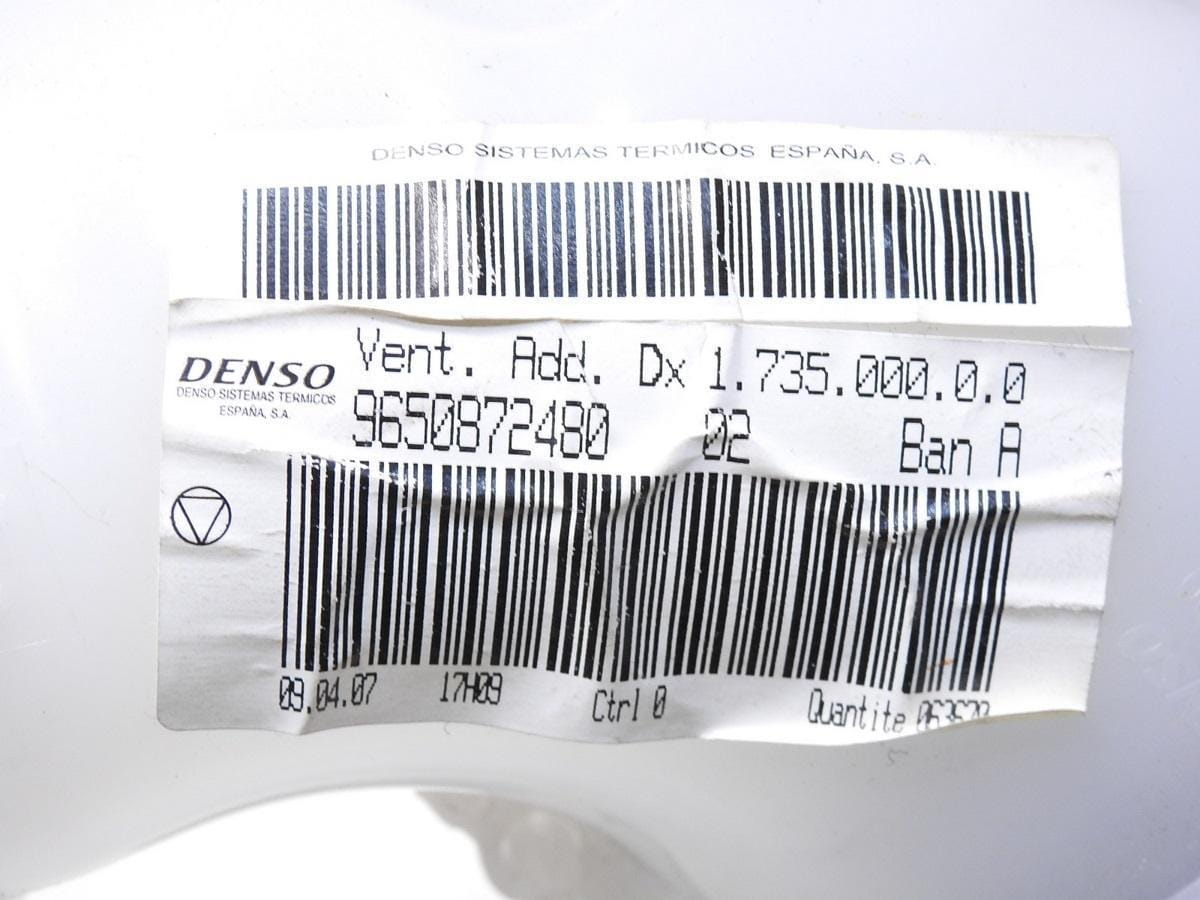 DENSO SISTEMAS TERMICOS ESPAÑA, S.A.
Vent. Add. Dx 1.735.000.0.0
DENSO
DENSO SISTEMAS TERMICOS
ESPAÑA, S.A.
9650872480 02 Ban A
09.04.07 17H09 Ctrl 0 Quantite